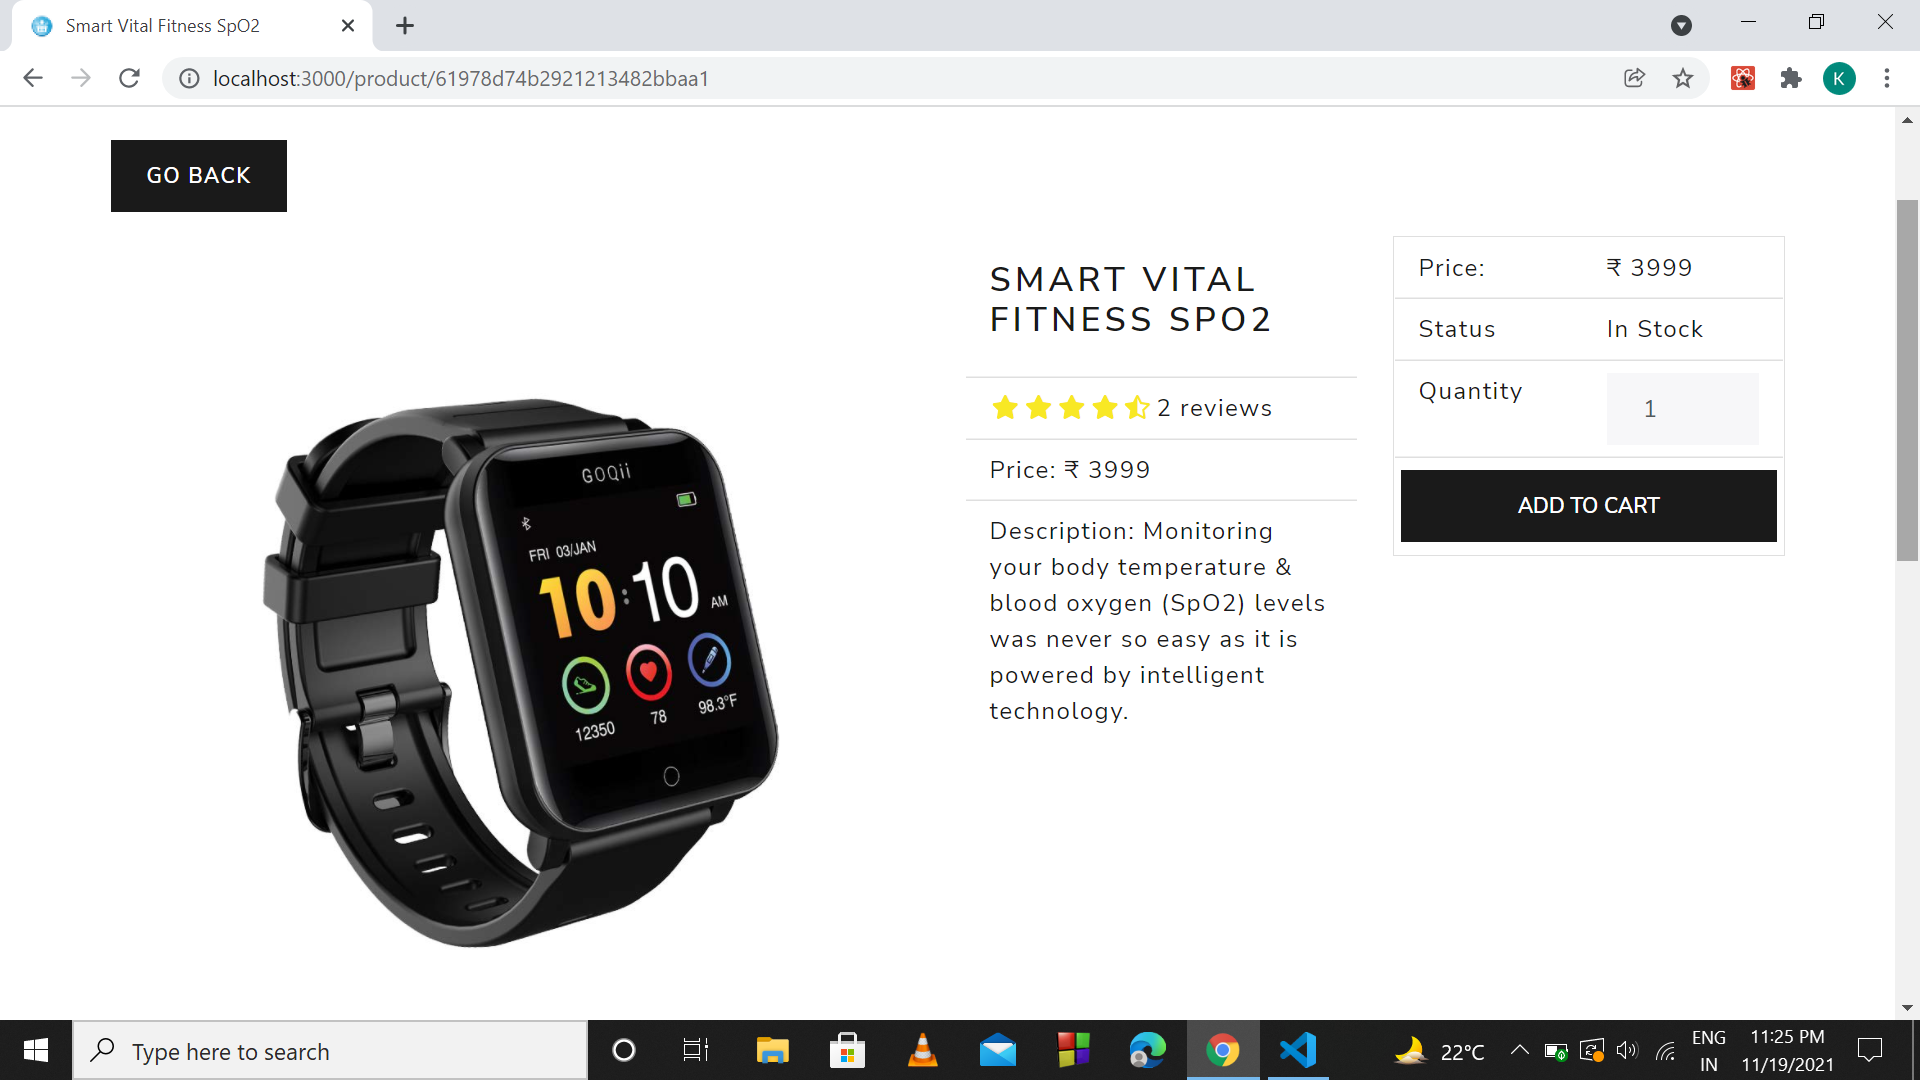 Smart Vital Fitness SpO2
localhost:3000/product/61978d74b2921213482bbaa1
K
GO BACK
GOQii
FRI 03/JAN
10:10 AM
12350 78 98.3°F
SMART VITAL
FITNESS SPO2
2 reviews
Price: ₹ 3999
Description: Monitoring
your body temperature &
blood oxygen (SpO2) levels
was never so easy as it is
powered by intelligent
technology.
Price: ₹ 3999
Status In Stock
Quantity 1
ADD TO CART
Type here to search
22°C
ENG
IN
11:25 PM
11/19/2021